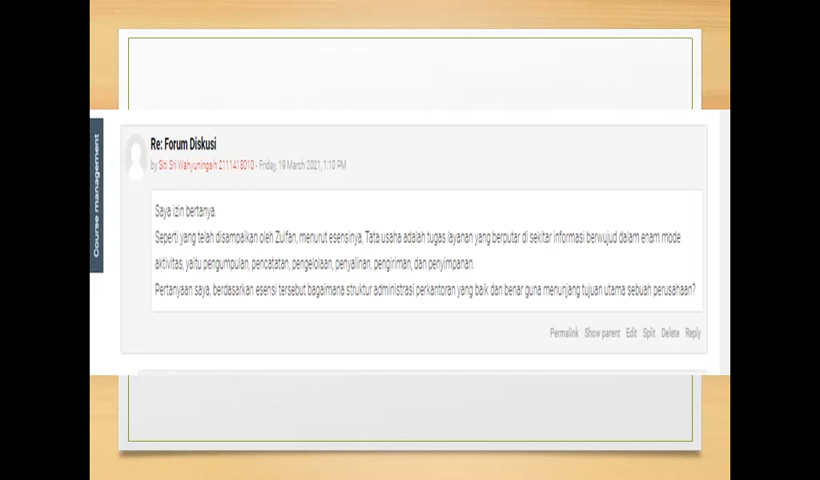 Course management
Re: Forum Diskusi
by Siti Sri Wahyuningsih 2111418010 - Friday, 19 March 2021, 1:10 PM
Saya izin bertanya.
Seperti yang telah disampaikan oleh Zulfan, menurut esensinya, Tata usaha adalah tugas layanan yang berputar di sekitar informasi berwujud dalam enam mode
aktivitas, yaitu pengumpulan, pencatatan, pengelolaan, penyalinan, pengiriman, dan penyimpanan.
Pertanyaan saya, berdasarkan esensi tersebut bagaimana struktur administrasi perkantoran yang baik dan benar guna menunjang tujuan utama sebuah perusahaan?
Permalink Show parent Edit Split Delete Reply